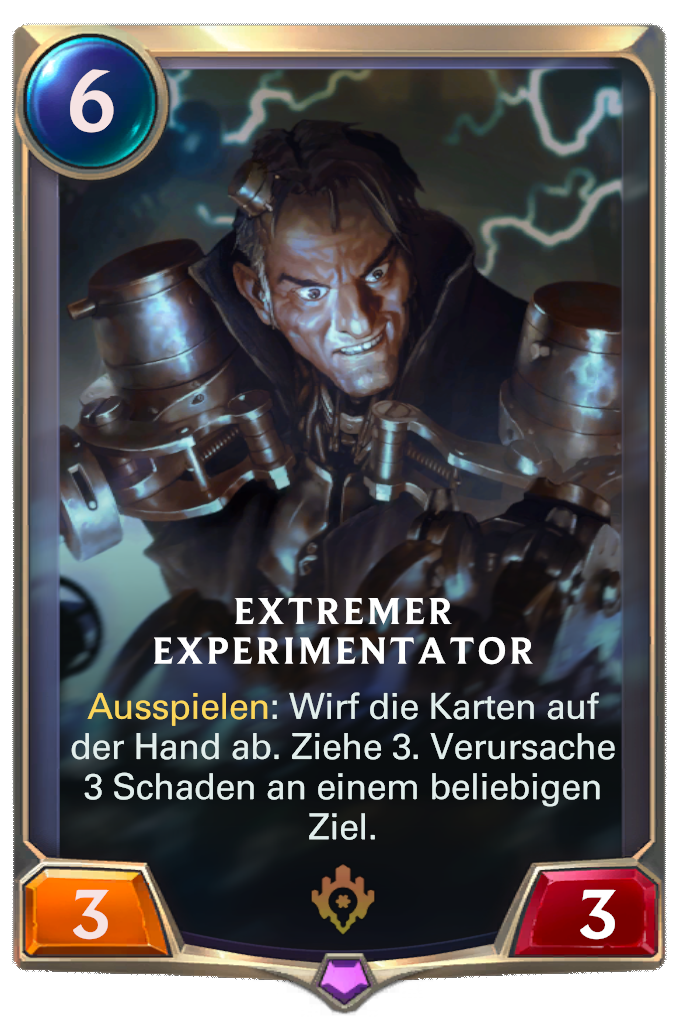 6
EXTREMER
EXPERIMENTATOR
Ausspielen: Wirf die Karten auf
der Hand ab. Ziehe 3. Verursache
3 Schaden an einem beliebigen
Ziel.
3
3